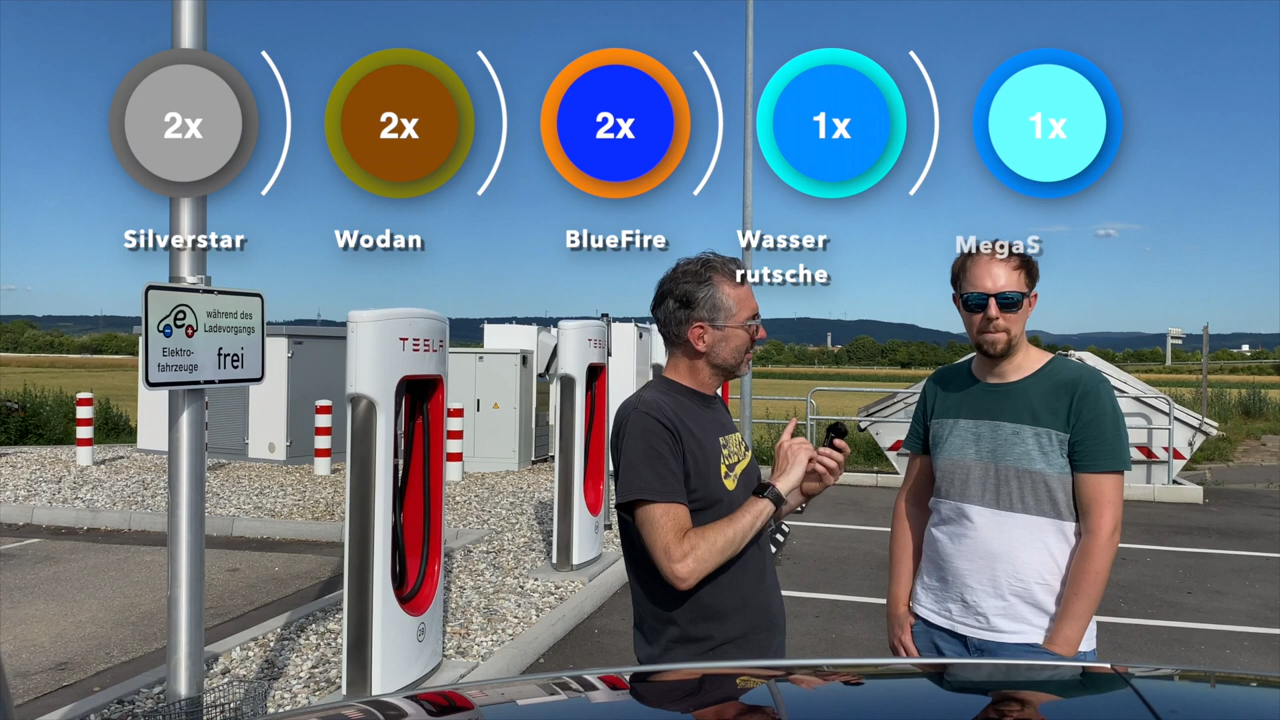 2x
2x
2x
1x
1x
Silverstar
Wodan
BlueFire
Wasser
rutsche
MegaS
während des
Ladevorgangs
Elektro-
fahrzeuge
frei
TESLA
TESLA
2B